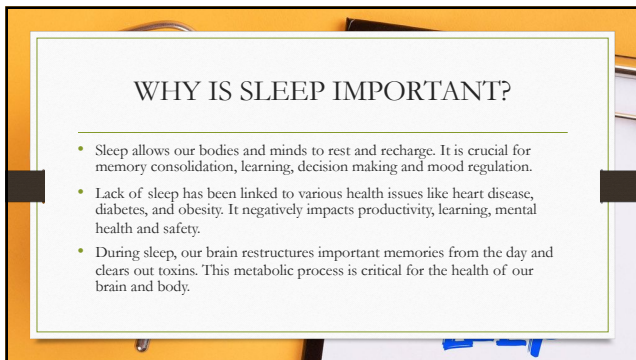 WHY IS SLEEP IMPORTANT?
• Sleep allows our bodies and minds to rest and recharge. It is crucial for
memory consolidation, learning, decision making and mood regulation.
• Lack of sleep has been linked to various health issues like heart disease,
diabetes, and obesity. It negatively impacts productivity, learning, mental
health and safety.
• During sleep, our brain restructures important memories from the day and
clears out toxins. This metabolic process is critical for the health of our
brain and body.